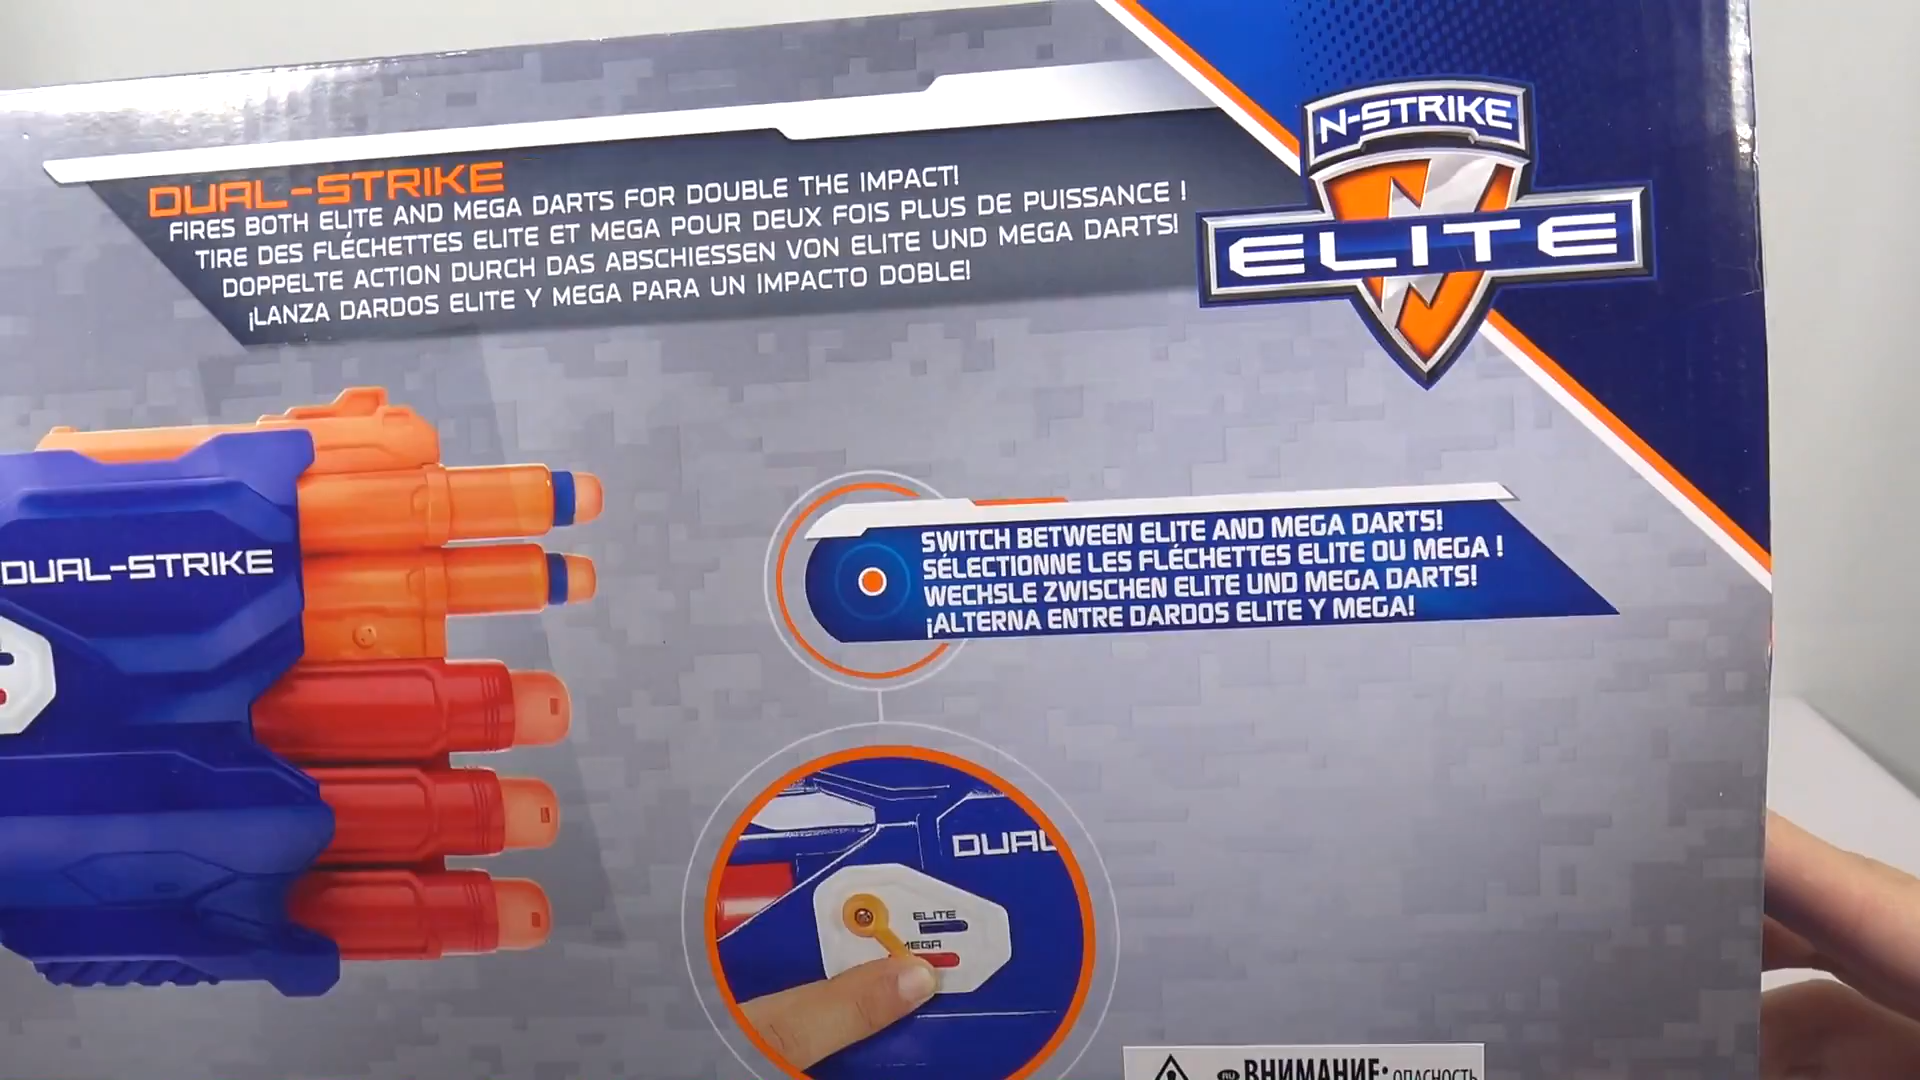 N-STRIKE
ELITE
DUAL-STRIKE
FIRES BOTH ELITE AND MEGA DARTS FOR DOUBLE THE IMPACT!
TIRE DES FLÉCHETTES ELITE ET MEGA POUR DEUX FOIS PLUS DE PUISSANCE !
DOPPELTE ACTION DURCH DAS ABSCHIESSEN VON ELITE UND MEGA DARTS!
¡LANZA DARDOS ELITE Y MEGA PARA UN IMPACTO DOBLE!
DUAL-STRIKE
SWITCH BETWEEN ELITE AND MEGA DARTS!
SÉLECTIONNE LES FLÉCHETTES ELITE OU MEGA !
WECHSLE ZWISCHEN ELITE UND MEGA DARTS!
¡ALTERNA ENTRE DARDOS ELITE Y MEGA!
DUAL
ELITE
MEGA
RU ВНИМАНИЕ: ОПАСНОСТЬ